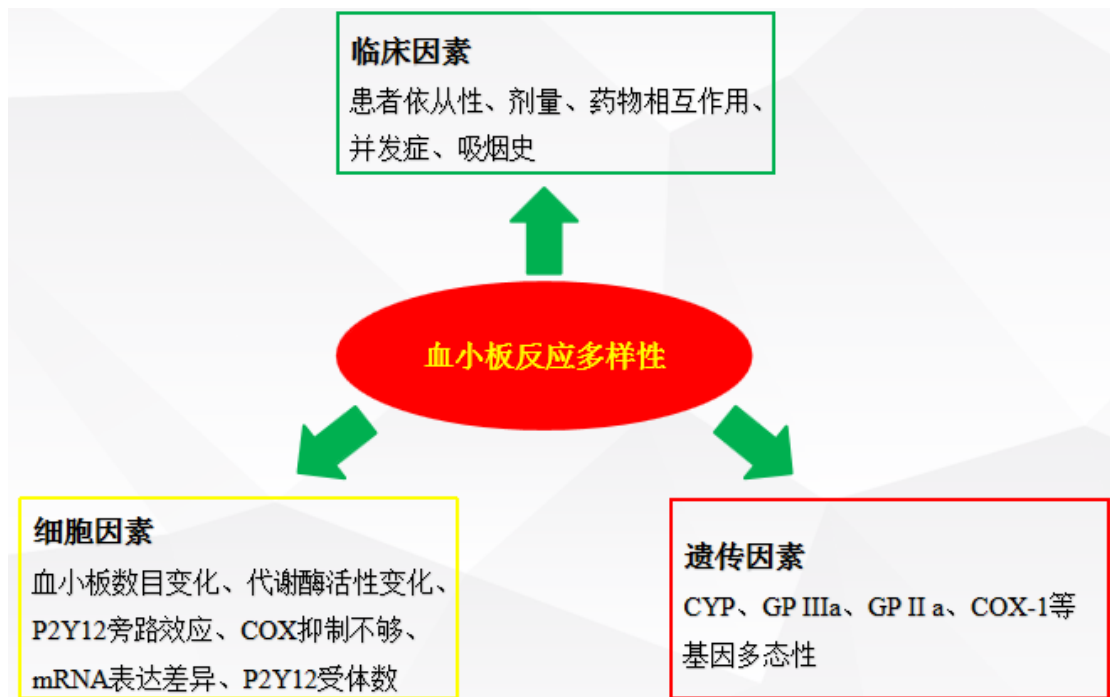 临床因素
患者依从性、剂量、药物相互作用、
并发症、吸烟史
血小板反应多样性
细胞因素
血小板数目变化、代谢酶活性变化、
P2Y12旁路效应、COX抑制不够、
mRNA表达差异、P2Y12受体数
遗传因素
CYP、GP IIIa、GP II a、COX-1等
基因多态性